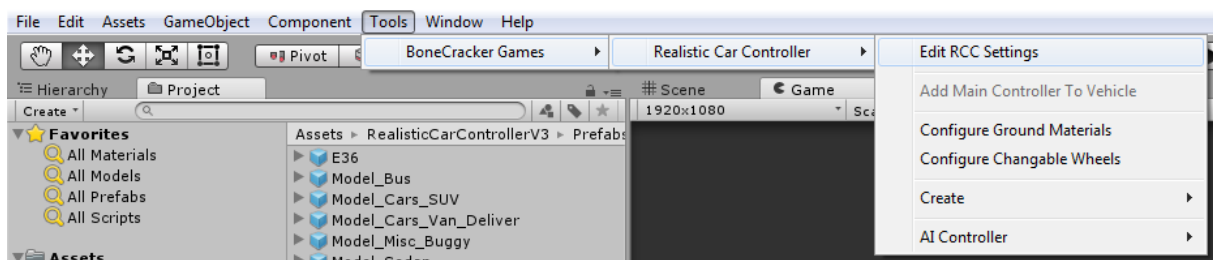 File Edit Assets GameObject Component Tools Window Help
Pivot
BoneCracker Games
Realistic Car Controller
Edit RCC Settings
Add Main Controller To Vehicle
Configure Ground Materials
Configure Changable Wheels
Create
AI Controller
Hierarchy Project
Create
Favorites
All Materials
All Models
All Prefabs
All Scripts
Assets
Assets RealisticCarControllerV3 Prefabs
E36
Model_Bus
Model_Cars_SUV
Model_Cars_Van_Deliver
Model_Misc_Buggy
Scene Game
1920x1080